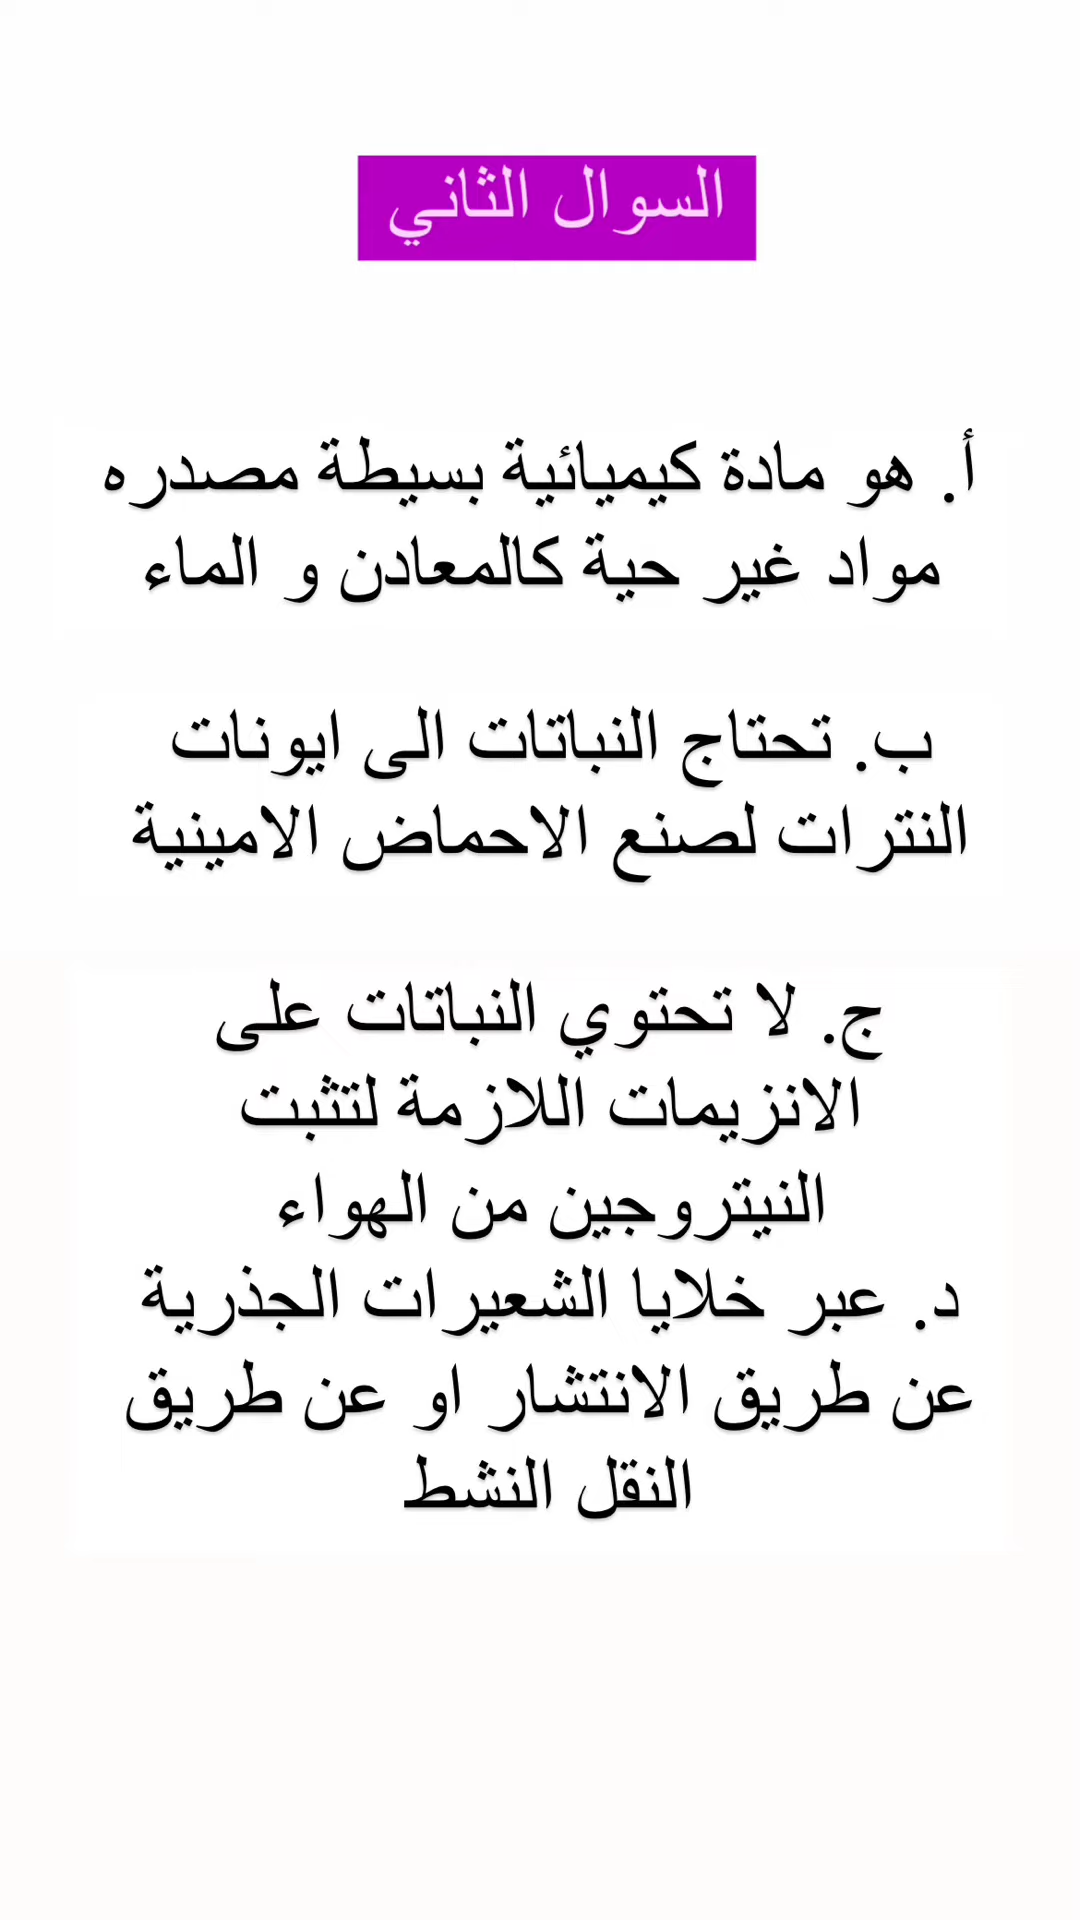 السوال الثاني
أ. هو مادة كيميائية بسيطة مصدره
مواد غير حية كالمعادن و الماء
ب. تحتاج النباتات الى ايونات
النترات لصنع الاحماض الامينية
ج. لا تحتوي النباتات على
الانزيمات اللازمة لتثبت
النيتروجين من الهواء
د. عبر خلايا الشعيرات الجذرية
عن طريق الانتشار او عن طريق
النقل النشط